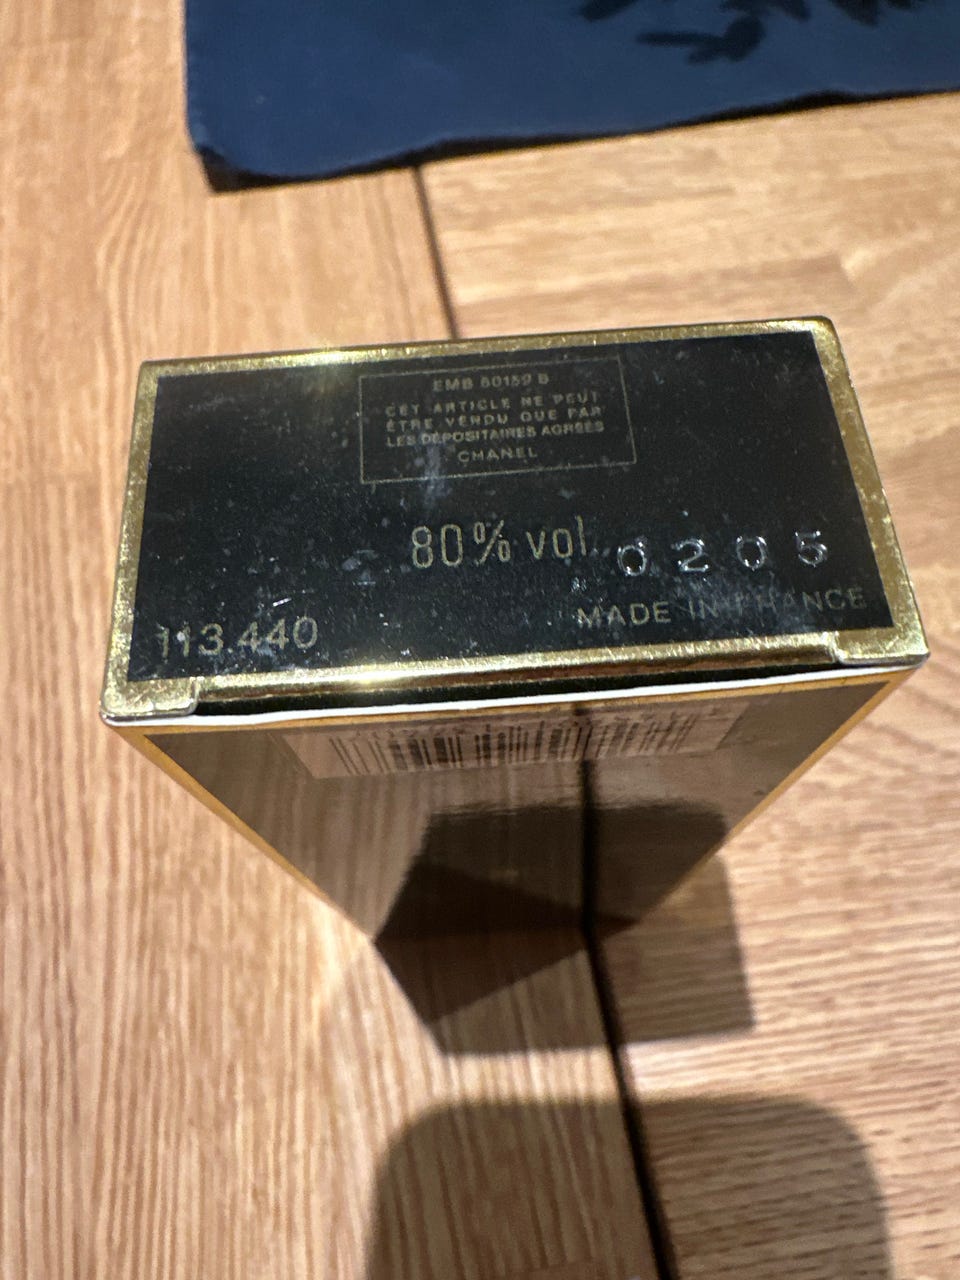 EMB 60159 B
CET ARTICLE NE PEUT
ÊTRE VENDU QUE PAR
LES DÉPOSITAIRES AGRÉÉS
CHANEL
80% vol.
0205
MADE IN FRANCE
113.440